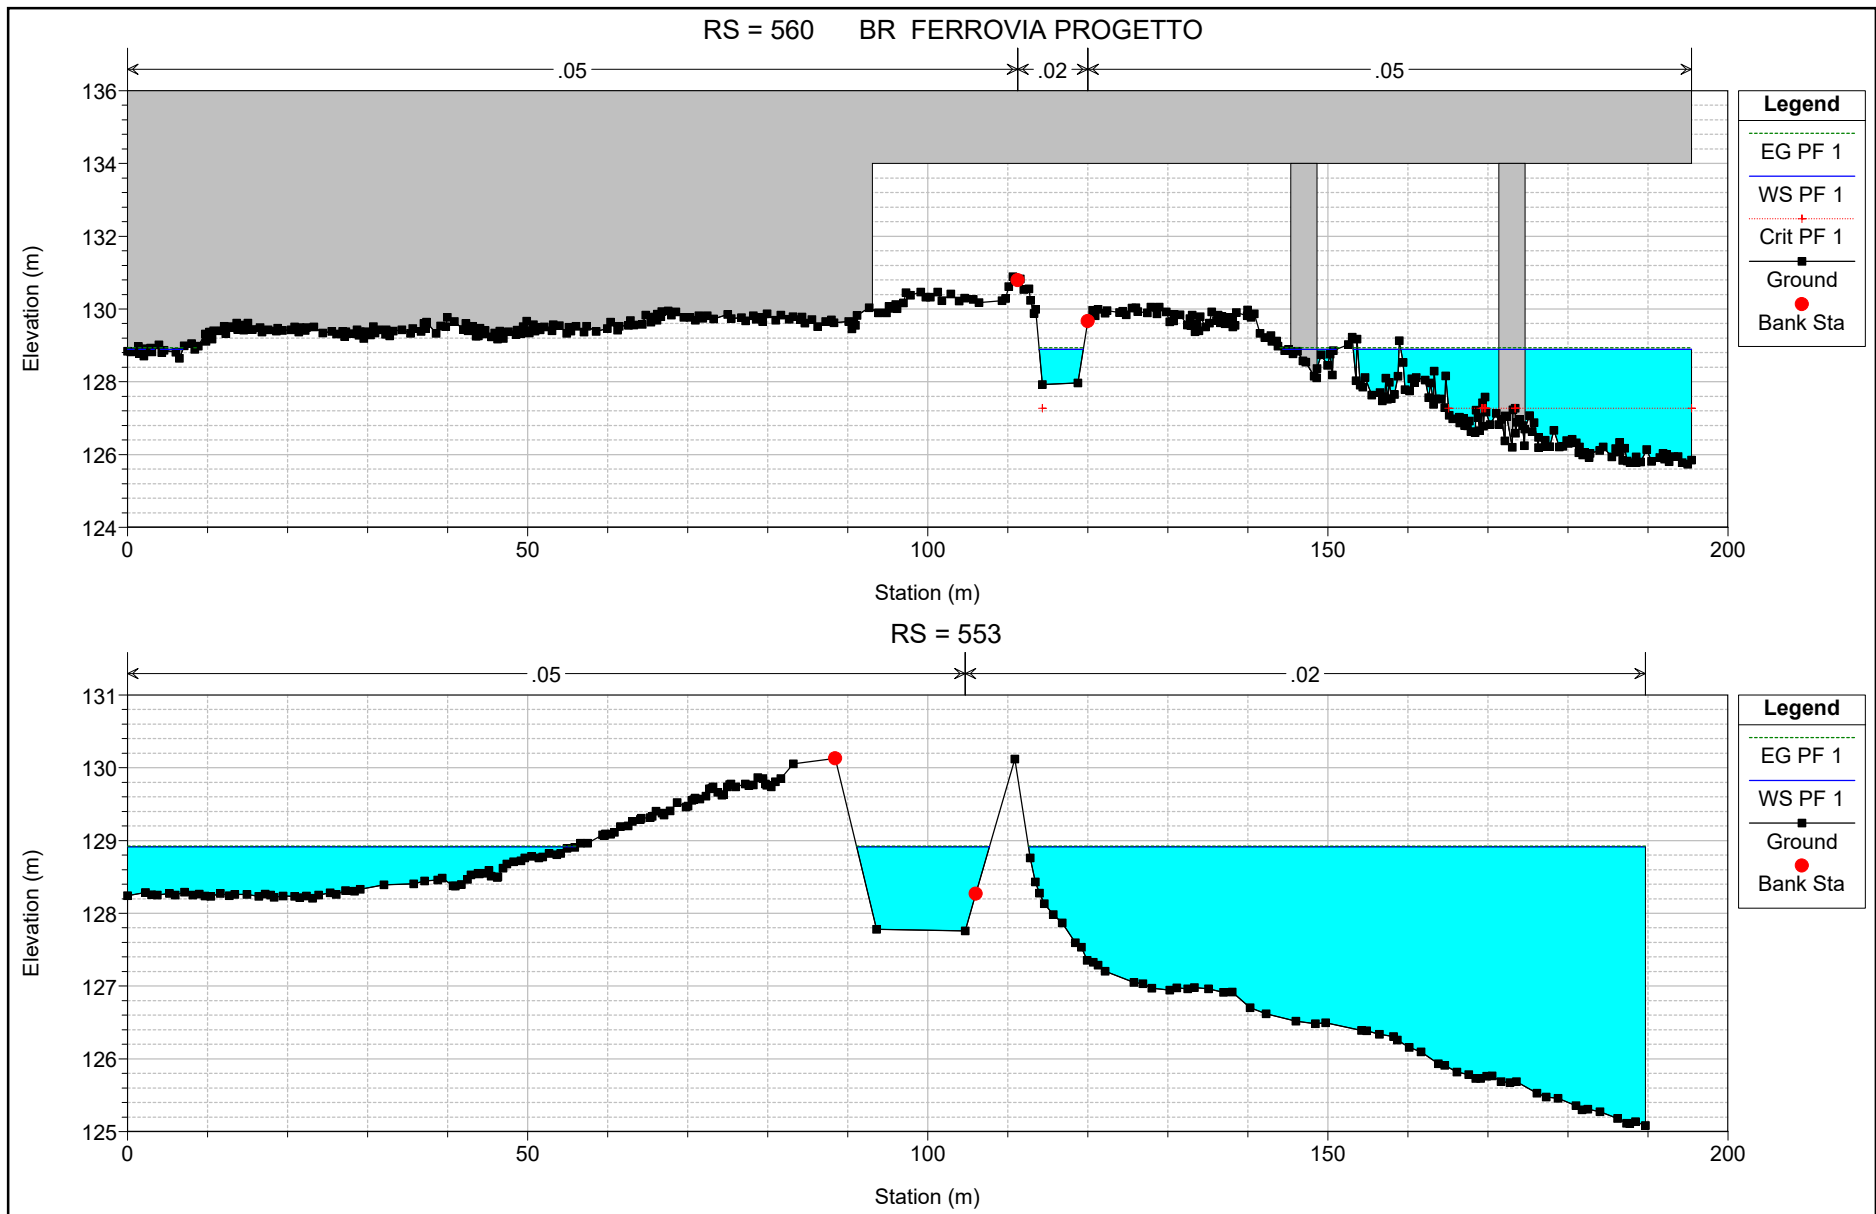 RS = 560 BR FERROVIA PROGETTO
.05 .02 .05
136
134
132
130
128
126
124
Elevation (m)
0 50 100 150 200
Station (m)
Legend
EG PF 1
WS PF 1
Crit PF 1
Ground
Bank Sta
RS = 553
.05 .02
131
130
129
128
127
126
125
Elevation (m)
0 50 100 150 200
Station (m)
Legend
EG PF 1
WS PF 1
Ground
Bank Sta